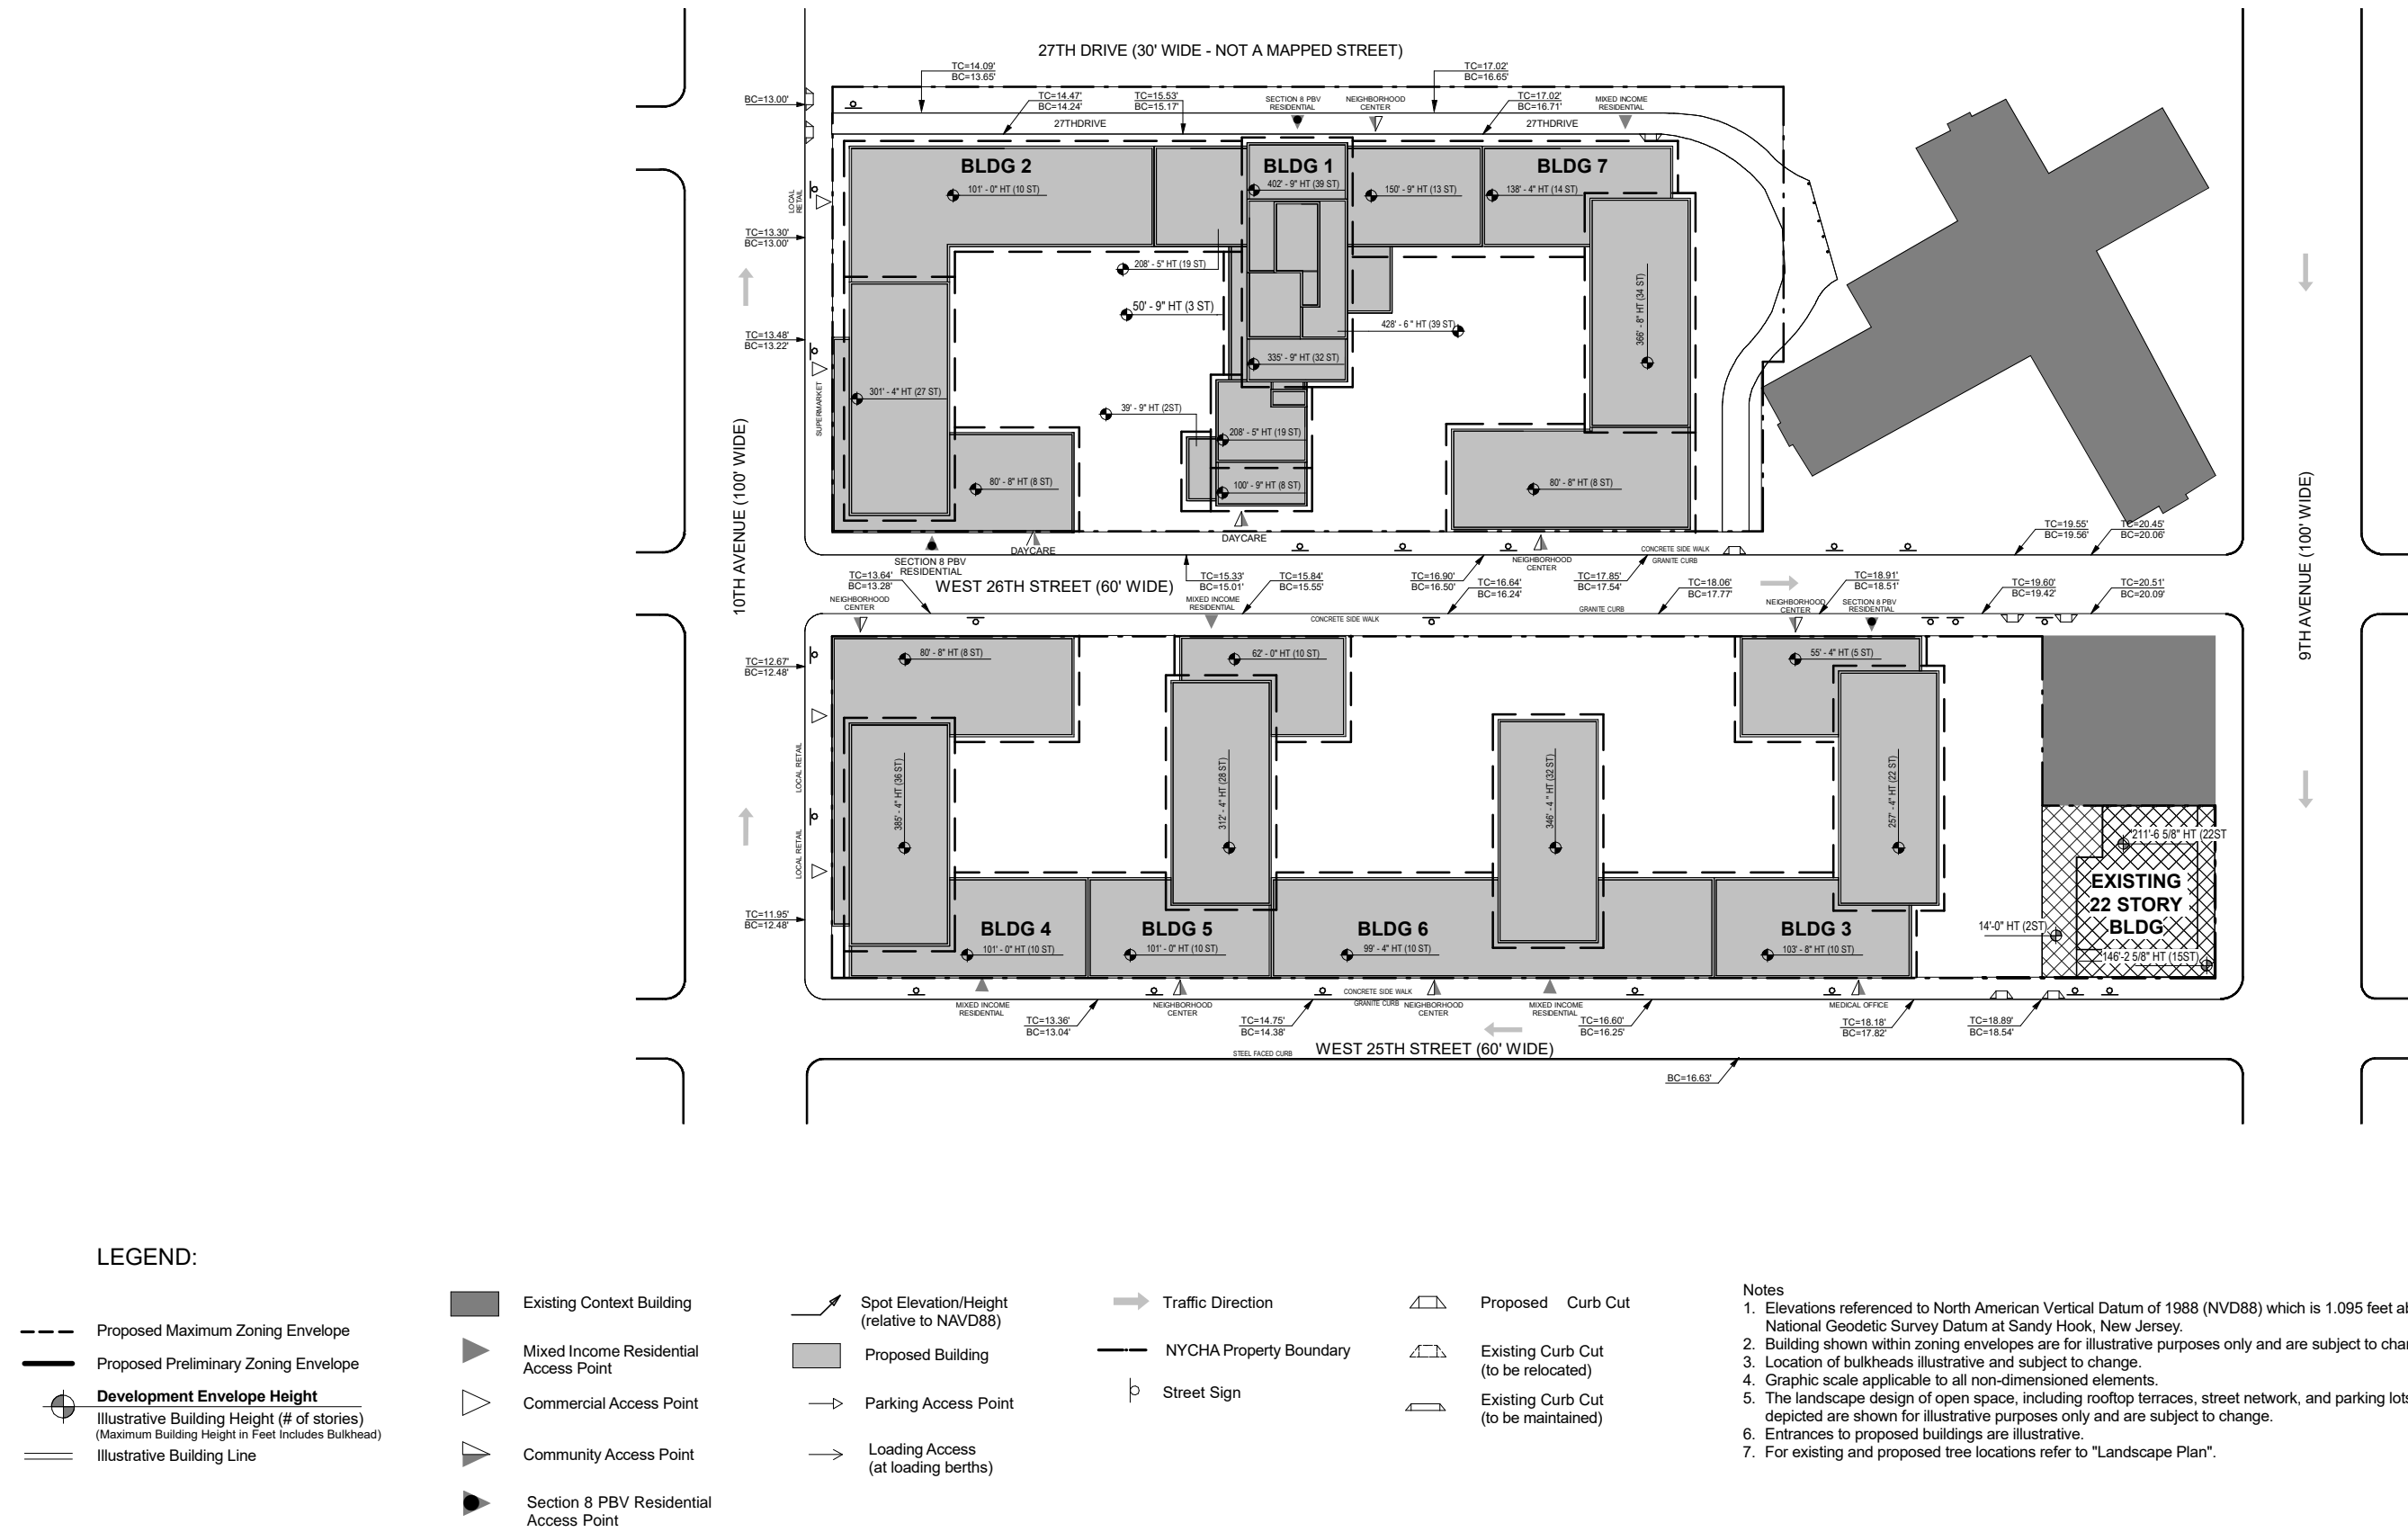 27TH DRIVE (30' WIDE - NOT A MAPPED STREET)
TC=14.09'
BC=13.65'
TC=17.02'
BC=16.65'
BC=13.00'
TC=14.47'
BC=14.24'
TC=15.53'
BC=15.17'
SECTION 8 PBV
RESIDENTIAL
NEIGHBORHOOD
CENTER
TC=17.02'
BC=16.71'
MIXED INCOME
RESIDENTIAL
27THDRIVE
27THDRIVE
BLDG 2
BLDG 1
BLDG 7
101' - 0" HT (10 ST)
402' - 9" HT (39 ST)
150' - 9" HT (13 ST)
138' - 4" HT (14 ST)
LOCAL
RETAIL
TC=13.30'
BC=13.00'
208' - 5" HT (19 ST)
50' - 9" HT (3 ST)
428' - 6 " HT (39 ST)
366' - 8" HT (34 ST)
TC=13.48'
BC=13.22'
335' - 9" HT (32 ST)
SUPERMARKET
301' - 4" HT (27 ST)
39' - 9" HT (2ST)
208' - 5" HT (19 ST)
80' - 8" HT (8 ST)
100' - 9" HT (8 ST)
80' - 8" HT (8 ST)
10TH AVENUE (100' WIDE)
9TH AVENUE (100' WIDE)
TC=19.55'
BC=19.56'
TC=20.45'
BC=20.06'
SECTION 8 PBV
RESIDENTIAL
DAYCARE
DAYCARE
NEIGHBORHOOD
CENTER
CONCRETE SIDE WALK
GRANITE CURB
TC=13.64'
BC=13.28'
WEST 26TH STREET (60' WIDE)
TC=15.33'
BC=15.01'
TC=15.84'
BC=15.55'
TC=16.90'
BC=16.50'
TC=16.64'
BC=16.24'
TC=17.85'
BC=17.54'
TC=18.06'
BC=17.77'
TC=18.91'
BC=18.51'
TC=19.60'
BC=19.42'
TC=20.51'
BC=20.09'
NEIGHBORHOOD
CENTER
MIXED INCOME
RESIDENTIAL
CONCRETE SIDE WALK
GRANITE CURB
NEIGHBORHOOD
CENTER
SECTION 8 PBV
RESIDENTIAL
TC=12.67'
BC=12.48'
80' - 8" HT (8 ST)
62' - 0" HT (10 ST)
55' - 4" HT (5 ST)
LOCAL RETAIL
385' - 4" HT (36 ST)
312' - 4" HT (28 ST)
346' - 4 " HT (32 ST)
257' - 4" HT (22 ST)
211'-6 5/8" HT (22ST
LOCAL RETAIL
EXISTING
22 STORY
BLDG
14'-0" HT (2ST)
146'-2 5/8" HT (15ST)
TC=11.95'
BC=12.48'
BLDG 4
BLDG 5
BLDG 6
BLDG 3
101' - 0" HT (10 ST)
101' - 0" HT (10 ST)
99' - 4" HT (10 ST)
103' - 8" HT (10 ST)
MIXED INCOME
RESIDENTIAL
NEIGHBORHOOD
CENTER
CONCRETE SIDE WALK
GRANITE CURB
NEIGHBORHOOD
CENTER
MIXED INCOME
RESIDENTIAL
MEDICAL OFFICE
TC=13.36'
BC=13.04'
TC=14.75'
BC=14.38'
TC=16.60'
BC=16.25'
TC=18.18'
BC=17.82'
TC=18.89'
BC=18.54'
STEEL FACED CURB
WEST 25TH STREET (60' WIDE)
BC=16.63'
LEGEND:
Proposed Maximum Zoning Envelope
Proposed Preliminary Zoning Envelope
Development Envelope Height
Illustrative Building Height (# of stories)
(Maximum Building Height in Feet Includes Bulkhead)
Illustrative Building Line
Existing Context Building
Mixed Income Residential
Access Point
Commercial Access Point
Community Access Point
Section 8 PBV Residential
Access Point
Spot Elevation/Height
(relative to NAVD88)
Proposed Building
Parking Access Point
Loading Access
(at loading berths)
Traffic Direction
NYCHA Property Boundary
Street Sign
Proposed Curb Cut
Existing Curb Cut
(to be relocated)
Existing Curb Cut
(to be maintained)
Notes
1. Elevations referenced to North American Vertical Datum of 1988 (NVD88) which is 1.095 feet ab
National Geodetic Survey Datum at Sandy Hook, New Jersey.
2. Building shown within zoning envelopes are for illustrative purposes only and are subject to chan
3. Location of bulkheads illustrative and subject to change.
4. Graphic scale applicable to all non-dimensioned elements.
5. The landscape design of open space, including rooftop terraces, street network, and parking lots
depicted are shown for illustrative purposes only and are subject to change.
6. Entrances to proposed buildings are illustrative.
7. For existing and proposed tree locations refer to "Landscape Plan".